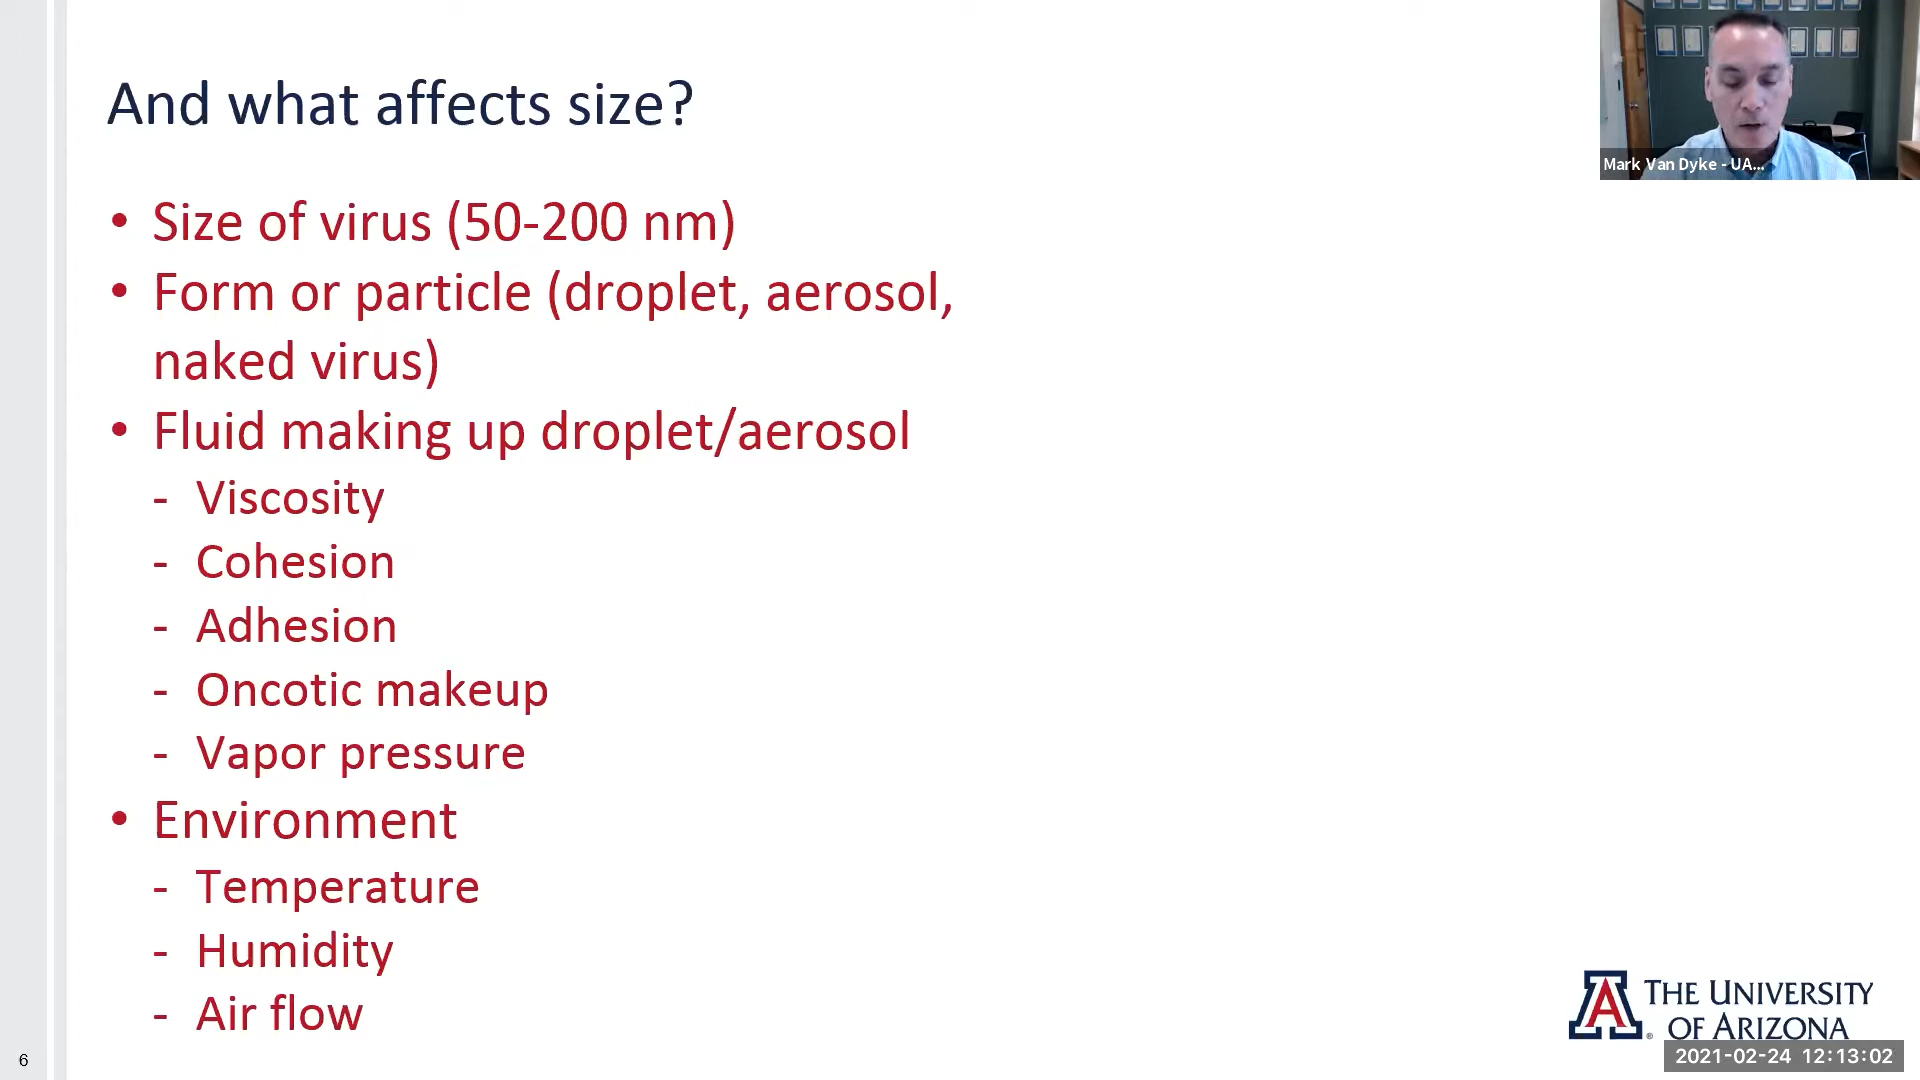 And what affects size?
• Size of virus (50-200 nm)
• Form or particle (droplet, aerosol,
naked virus)
• Fluid making up droplet/aerosol
- Viscosity
- Cohesion
- Adhesion
- Oncotic makeup
- Vapor pressure
• Environment
- Temperature
- Humidity
- Air flow
6
Mark Van Dyke - UA...
A
THE UNIVERSITY
OF ARIZONA
2021-02-24 12:13:02